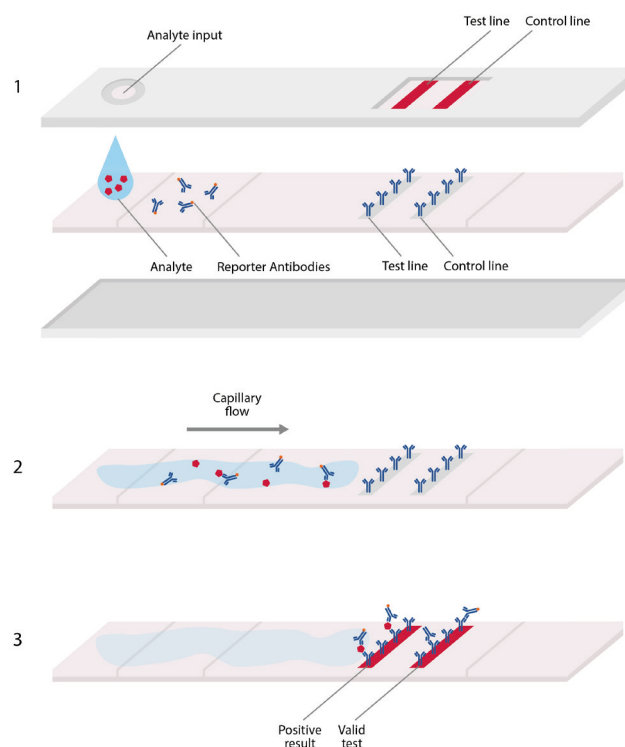 Test line
Control line
Analyte input
1
Analyte
Reporter Antibodies
Test line
Control line
Capillary
flow
2
3
Positive
result
Valid
test